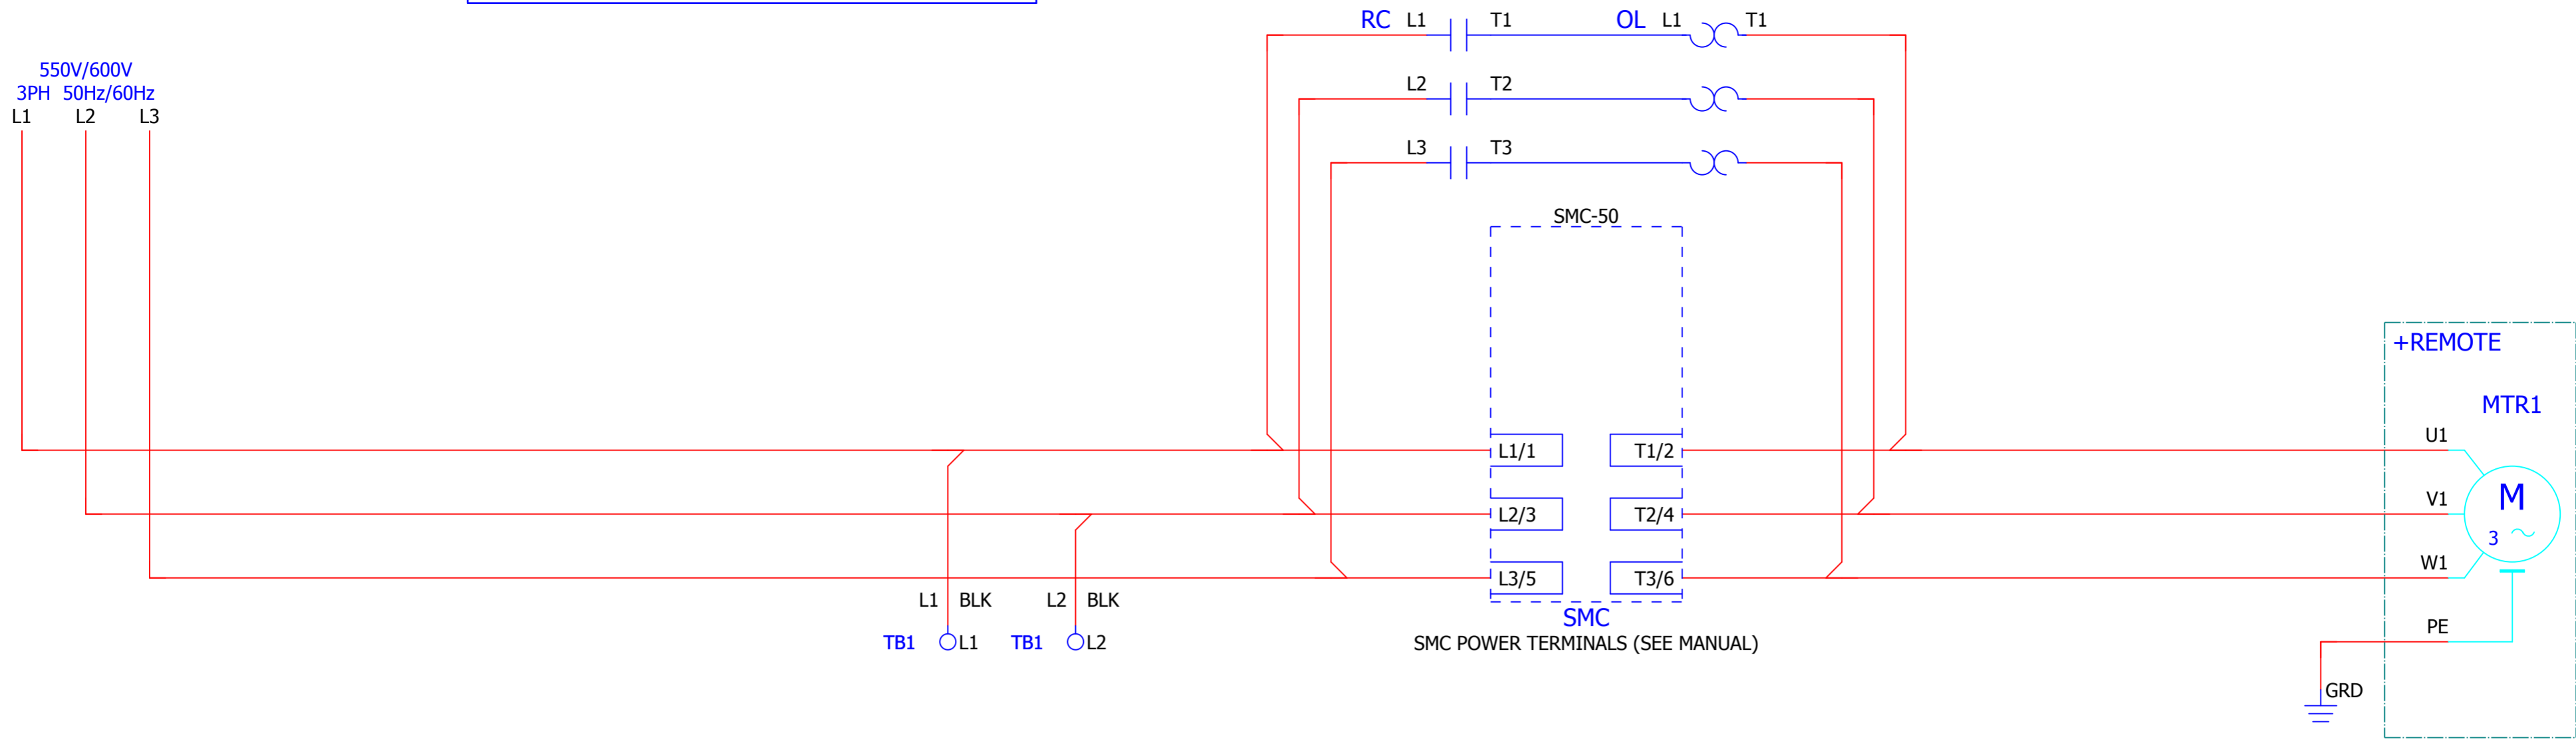 RC L1 T1 OL L1 T1
550V/600V
3PH 50Hz/60Hz
L1 L2 L3
L2 T2
L3 T3
SMC-50
+REMOTE
MTR1
U1
L1/1 T1/2
V1
M
3 ~
L2/3 T2/4
W1
L3/5 T3/6
L1 BLK L2 BLK
SMC
PE
TB1 L1 TB1 L2
SMC POWER TERMINALS (SEE MANUAL)
GRD